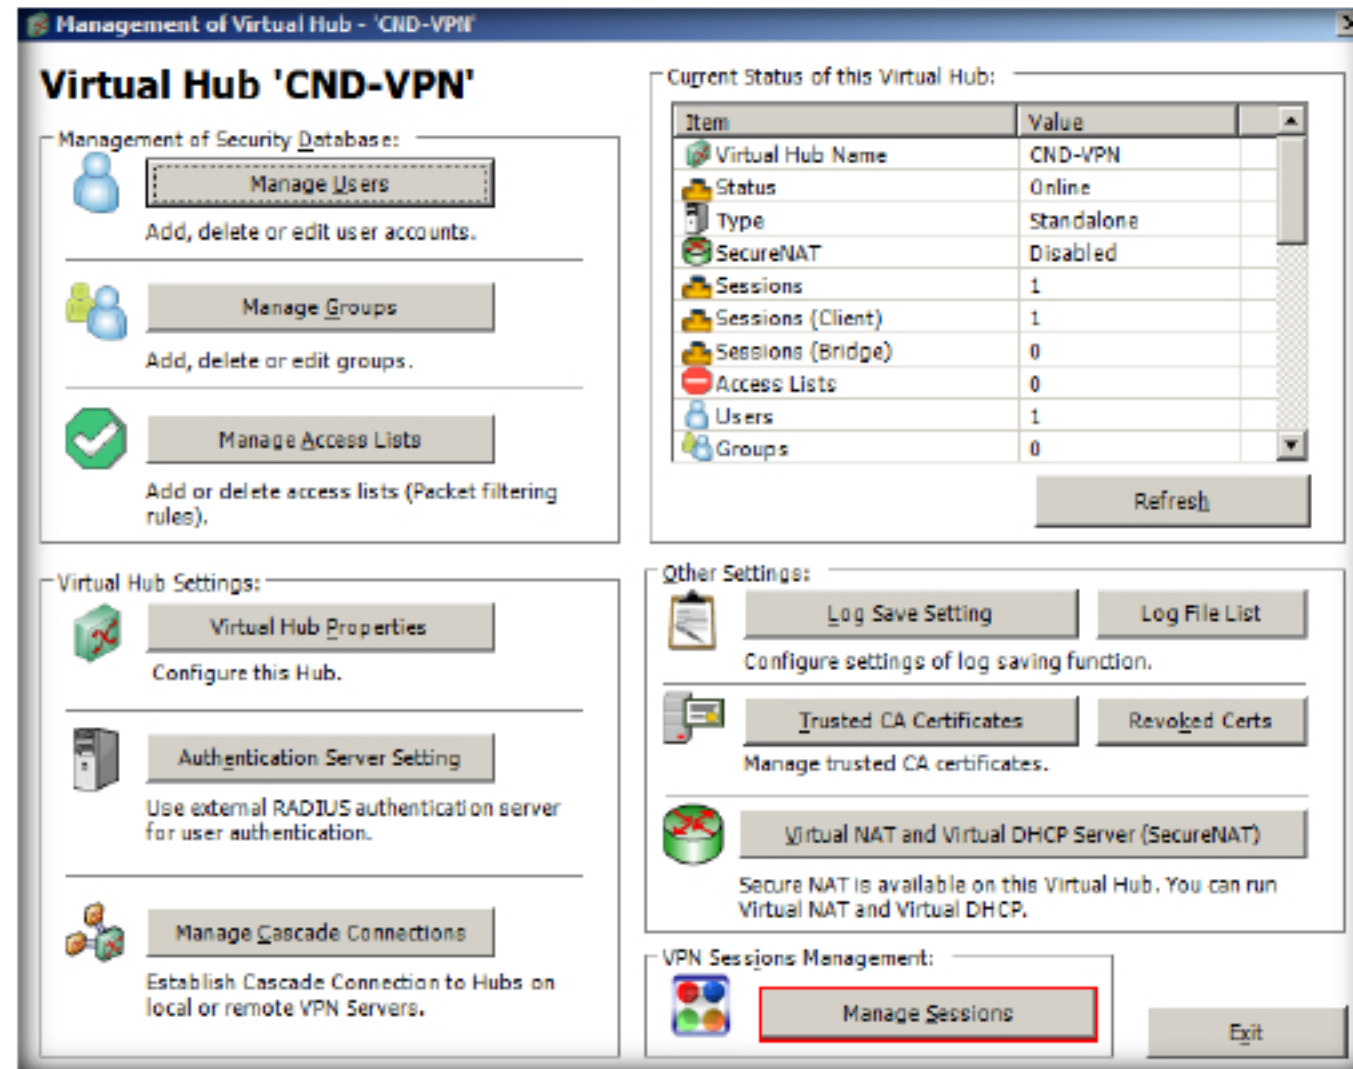 Management of Virtual Hub - 'CND-VPN'
Virtual Hub 'CND-VPN'
Management of Security Database:
Manage Users
Add, delete or edit user accounts.
Manage Groups
Add, delete or edit groups.
Manage Access Lists
Add or delete access lists (Packet filtering
rules).
Current Status of this Virtual Hub:
Item Value
Virtual Hub Name CND-VPN
Status Online
Type Standalone
SecureNAT Disabled
Sessions 1
Sessions (Client) 1
Sessions (Bridge) 0
Access Lists 0
Users 1
Groups 0
Refresh
Virtual Hub Settings:
Virtual Hub Properties
Configure this Hub.
Authentication Server Setting
Use external RADIUS authentication server
for user authentication.
Manage Cascade Connections
Establish Cascade Connection to Hubs on
local or remote VPN Servers.
Other Settings:
Log Save Setting Log File List
Configure settings of log saving function.
Trusted CA Certificates Revoked Certs
Manage trusted CA certificates.
Virtual NAT and Virtual DHCP Server (SecureNAT)
Secure NAT is available on this Virtual Hub. You can run
Virtual NAT and Virtual DHCP.
VPN Sessions Management:
Manage Sessions
Exit